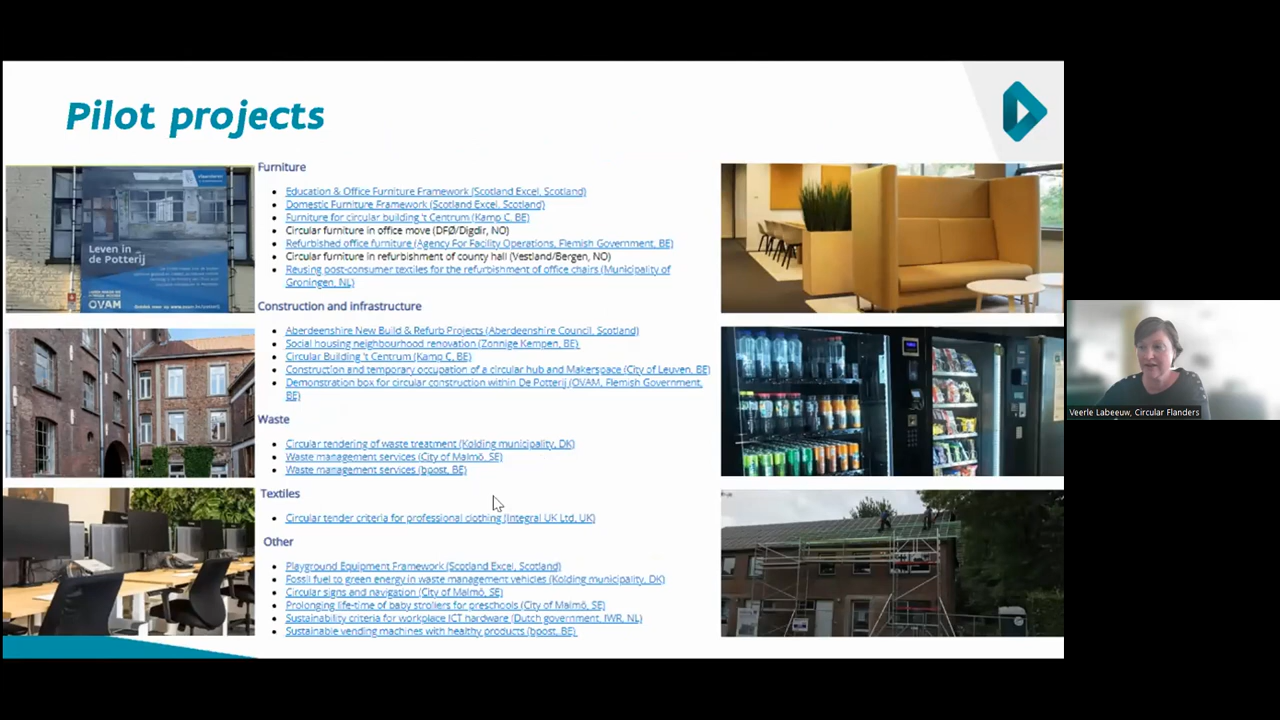 Pilot projects
Furniture
Education & Office Furniture Framework (Scotland Excel, Scotland)
Domestic Furniture Framework (Scotland Excel, Scotland)
Furniture for circular building 't Centrum (Kamp C, BE)
Circular furniture in office move (DFØ/Digdir, NO)
Refurbished office furniture (Agency For Facility Operations, Flemish Government, BE)
Circular furniture in refurbishment of county hall (Vestland/Bergen, NO)
Reusing post-consumer textiles for the refurbishment of office chairs (Municipality of
Groningen, NL)
Construction and infrastructure
Aberdeenshire New Build & Refurb Projects (Aberdeenshire Council, Scotland)
Social housing neighbourhood renovation (Zonnige Kempen, BE)
Circular Building 't Centrum (Kamp C, BE)
Construction and temporary occupation of a circular hub and Makerspace (City of Leuven, BE)
Demonstration box for circular construction within De Potterij (OVAM, Flemish Government,
BE)
Waste
Circular tendering of waste treatment (Kolding municipality, DK)
Waste management services (City of Malmö, SE)
Waste management services (bpost, BE)
Textiles
Circular tender criteria for professional clothing (Integral UK Ltd, UK)
Other
Playground Equipment Framework (Scotland Excel, Scotland)
Fossil fuel to green energy in waste management vehicles (Kolding municipality, DK)
Circular signs and navigation (City of Malmö, SE)
Prolonging life-time of baby strollers for preschools (City of Malmö, SE)
Sustainability criteria for workplace ICT hardware (Dutch government, IWR, NL)
Sustainable vending machines with healthy products (bpost, BE)
Leven in
de Potterij
OVAM
Veerle Labeeuw, Circular Flanders